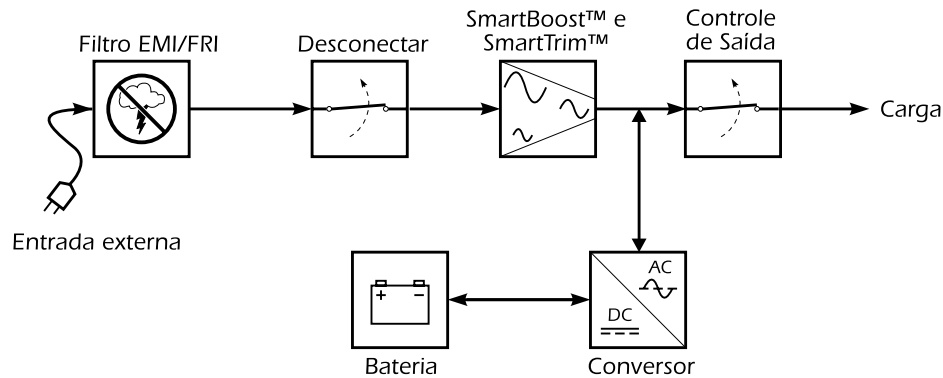 Filtro EMI/FRI
Desconectar
SmartBoost™ e
SmartTrim™
Controle
de Saída
Carga
Entrada externa
Bateria
+ −
AC
DC
Conversor